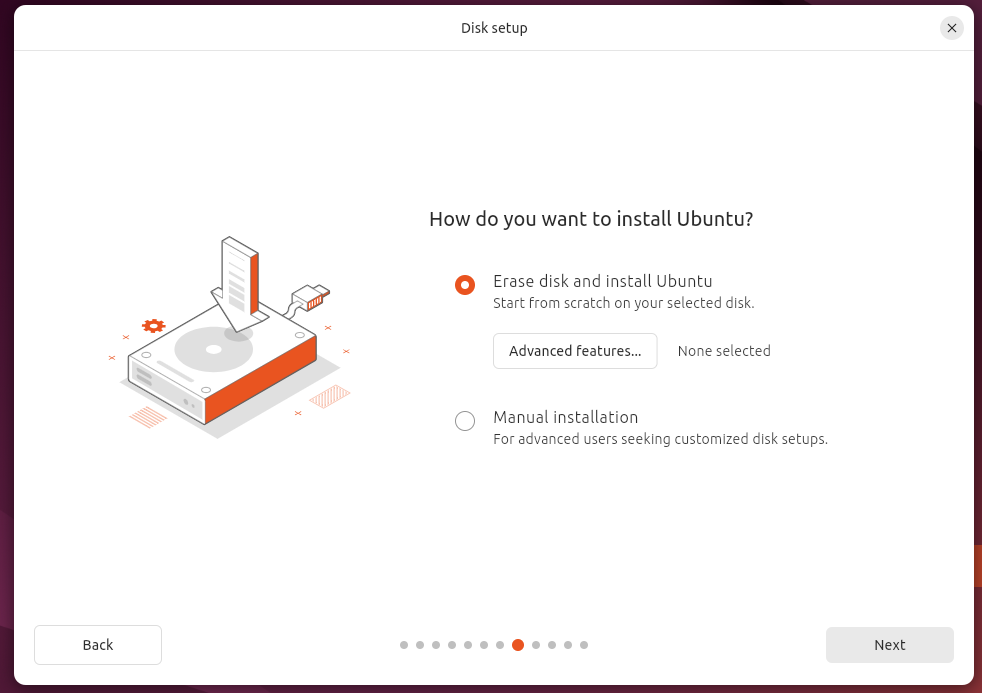 Disk setup
How do you want to install Ubuntu?
Erase disk and install Ubuntu
Start from scratch on your selected disk.
Advanced features... None selected
Manual installation
For advanced users seeking customized disk setups.
Back Next